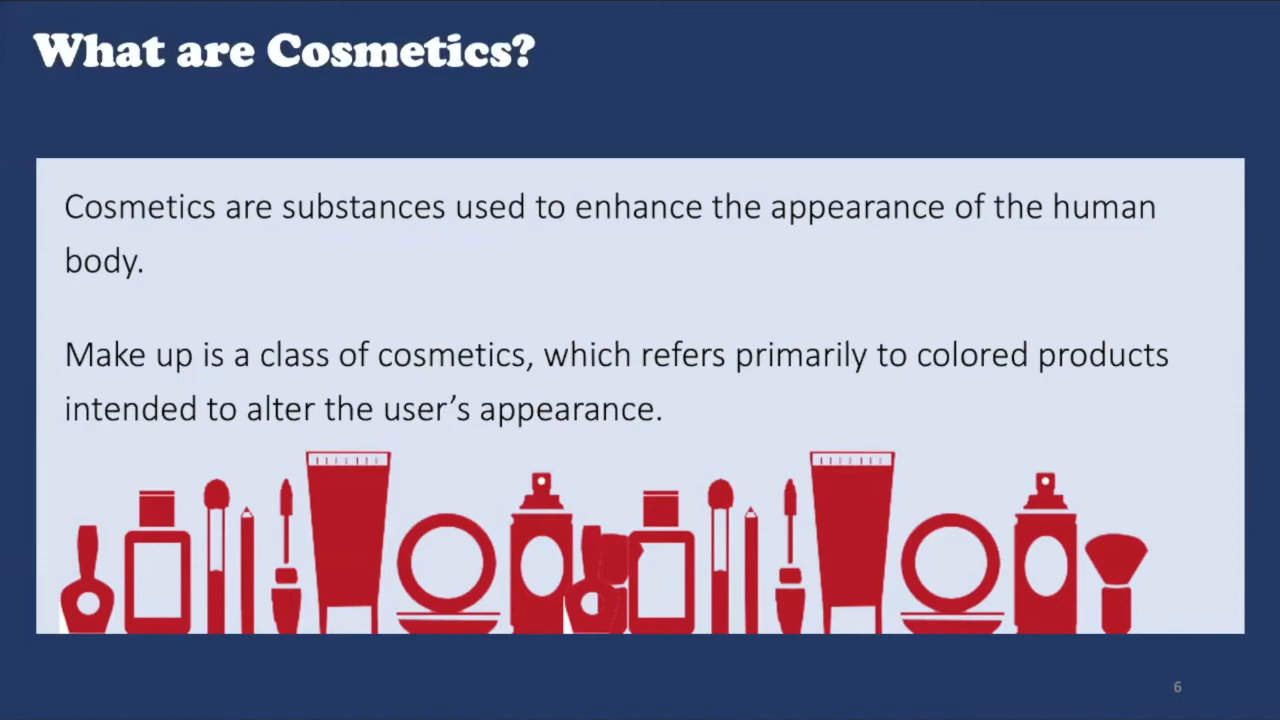 What are Cosmetics?
Cosmetics are substances used to enhance the appearance of the human
body.
Make up is a class of cosmetics, which refers primarily to colored products
intended to alter the user’s appearance.
6